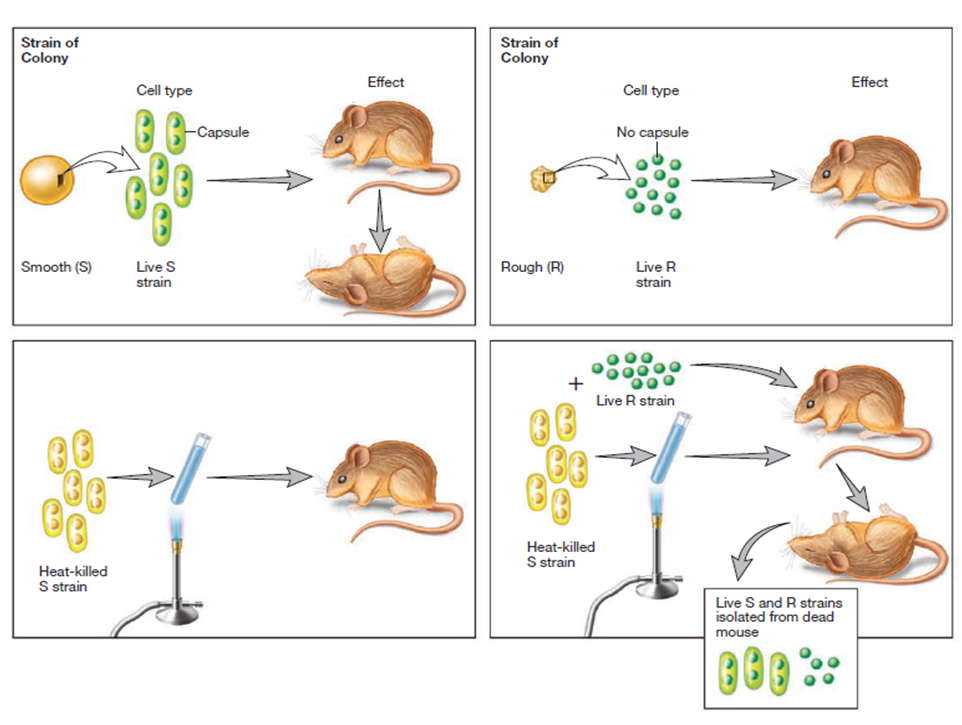 Strain of
Colony
Cell type
Effect
Capsule
Smooth (S)
Live S
strain
Strain of
Colony
Cell type
Effect
No capsule
Rough (R)
Live R
strain
Heat-killed
S strain
+
Live R strain
Heat-killed
S strain
Live S and R strains
isolated from dead
mouse